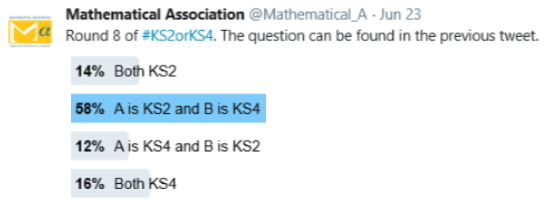 Mathematical Association @Mathematical_A · Jun 23
Round 8 of #KS2orKS4. The question can be found in the previous tweet.
14% Both KS2
58% A is KS2 and B is KS4
12% A is KS4 and B is KS2
16% Both KS4